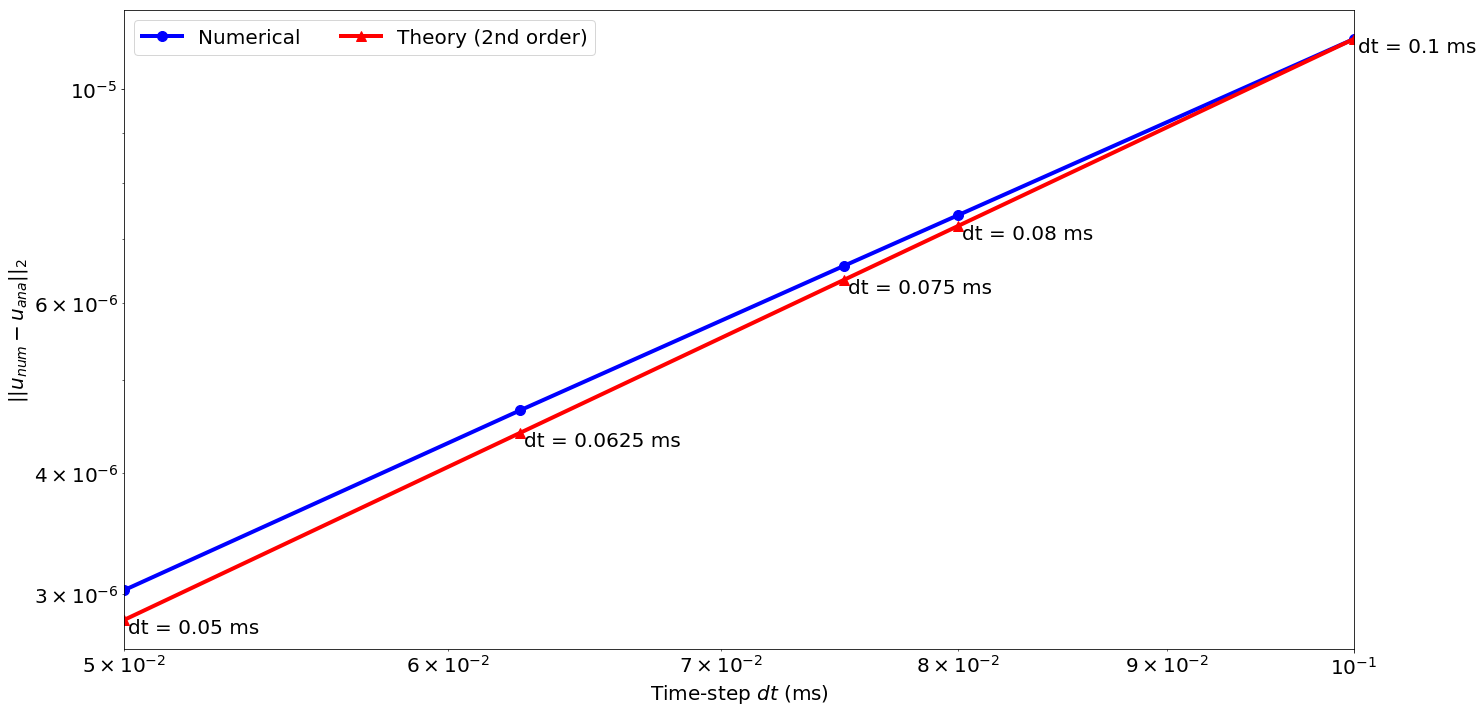 Numerical
Theory (2nd order)
||u_num − u_ana||₂
10⁻⁵
6 × 10⁻⁶
4 × 10⁻⁶
3 × 10⁻⁶
dt = 0.1 ms
dt = 0.08 ms
dt = 0.075 ms
dt = 0.0625 ms
dt = 0.05 ms
5 × 10⁻²
6 × 10⁻²
7 × 10⁻²
8 × 10⁻²
9 × 10⁻²
10⁻¹
Time-step dt (ms)